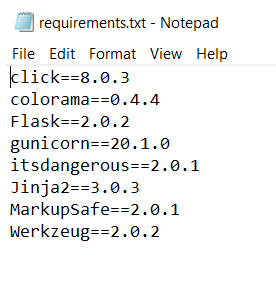 requirements.txt - Notepad
File Edit Format View Help
click==8.0.3
colorama==0.4.4
Flask==2.0.2
gunicorn==20.1.0
itsdangerous==2.0.1
Jinja2==3.0.3
MarkupSafe==2.0.1
Werkzeug==2.0.2